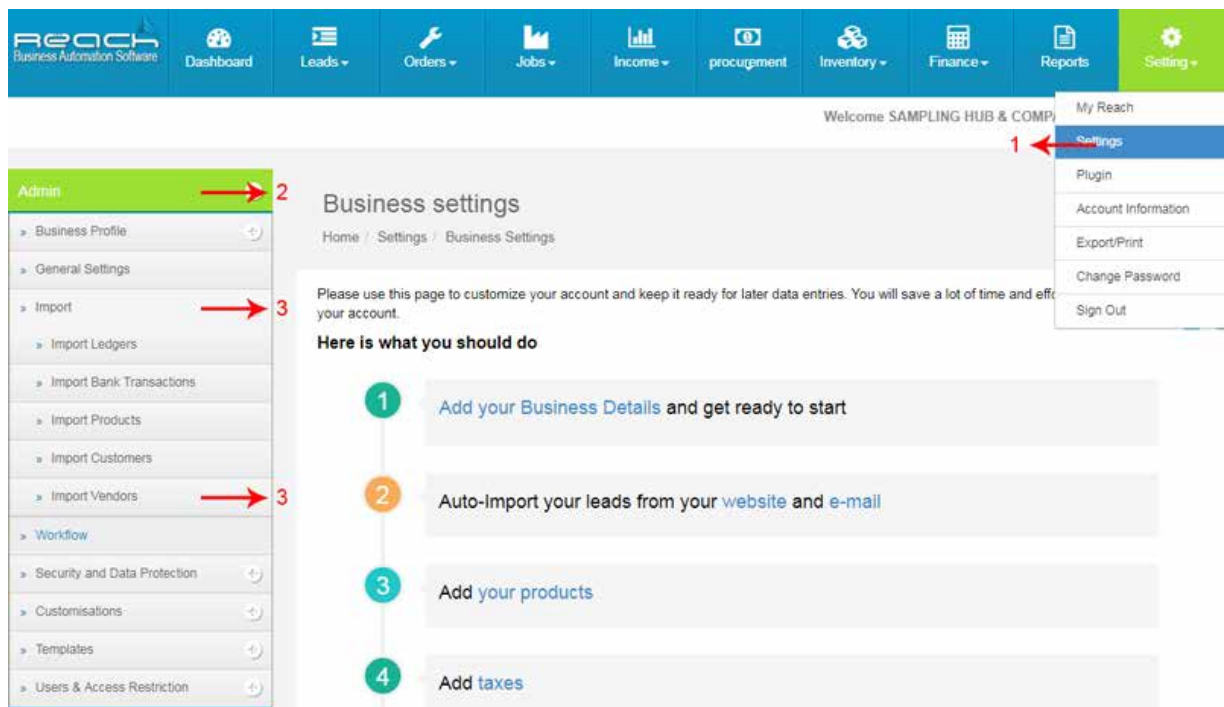 Reach
Business Automation Software
Dashboard
Leads
Orders
Jobs
Income
procurement
Inventory
Finance
Reports
Setting
Welcome SAMPLING HUB &
My Reach
1
Settings
Plugin
Account Information
Export/Print
Change Password
Sign Out
Admin
2
» Business Profile
» General Settings
» Import
3
» Import Ledgers
» Import Bank Transactions
» Import Products
» Import Customers
» Import Vendors
3
» Workflow
» Security and Data Protection
» Customisations
» Templates
» Users & Access Restriction
Business settings
Home / Settings / Business Settings
Please use this page to customize your account and keep it ready for later data entries. You will save a lot of time and
your account.
Here is what you should do
1
Add your Business Details and get ready to start
2
Auto-Import your leads from your website and e-mail
3
Add your products
4
Add taxes